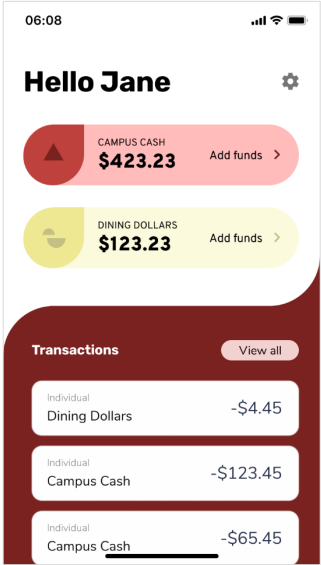 06:08
Hello Jane
CAMPUS CASH
$423.23
Add funds
DINING DOLLARS
$123.23
Add funds
Transactions
View all
Individual
Dining Dollars
-$4.45
Individual
Campus Cash
-$123.45
Individual
Campus Cash
-$65.45